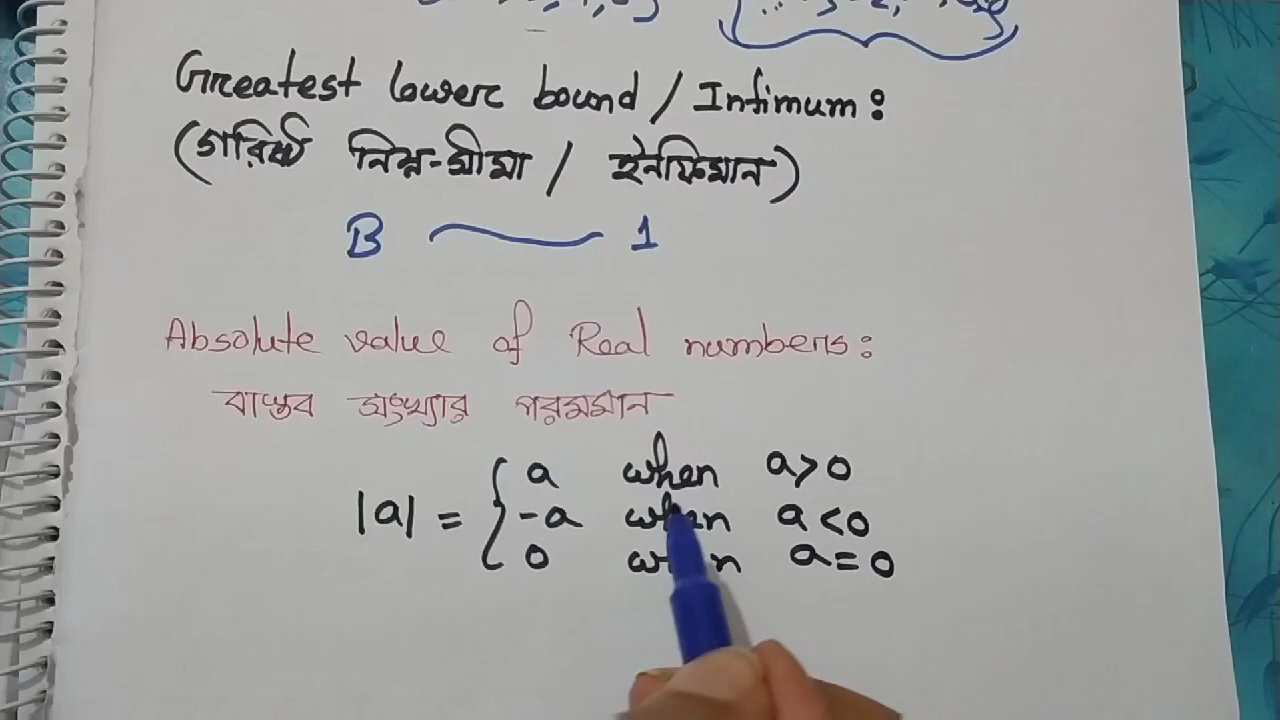 Greatest lower bound / Infimum:
(গরিষ্ঠ নিম্ন-সীমা / ইনফিমান)
B 1
Absolute value of Real numbers:
বাস্তব সংখ্যার পরমমান
a when a>0
|a| = { -a when a<0
0 when a=0